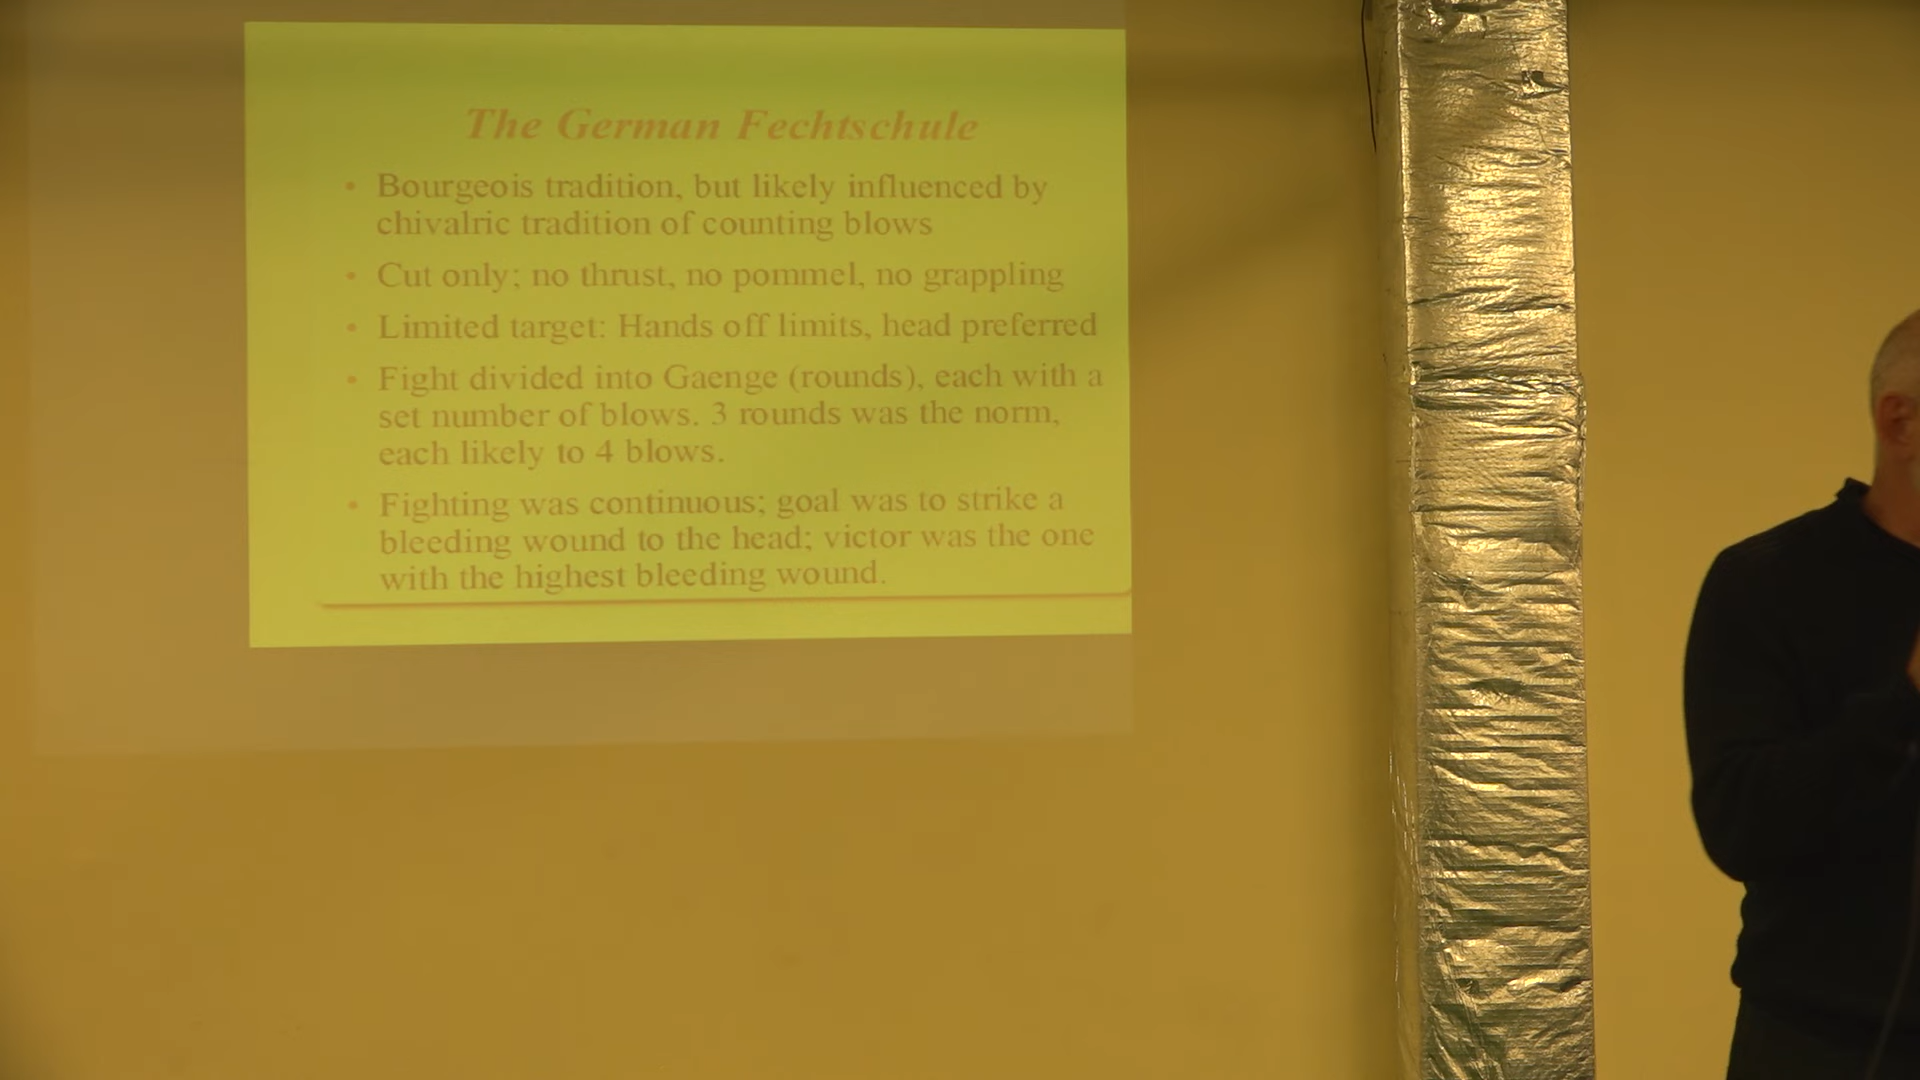 The German Fechtschule
• Bourgeois tradition, but likely influenced by
chivalric tradition of counting blows
• Cut only; no thrust, no pommel, no grappling
• Limited target: Hands off limits, head preferred
• Fight divided into Gaenge (rounds), each with a
set number of blows. 3 rounds was the norm,
each likely to 4 blows.
• Fighting was continuous; goal was to strike a
bleeding wound to the head; victor was the one
with the highest bleeding wound.